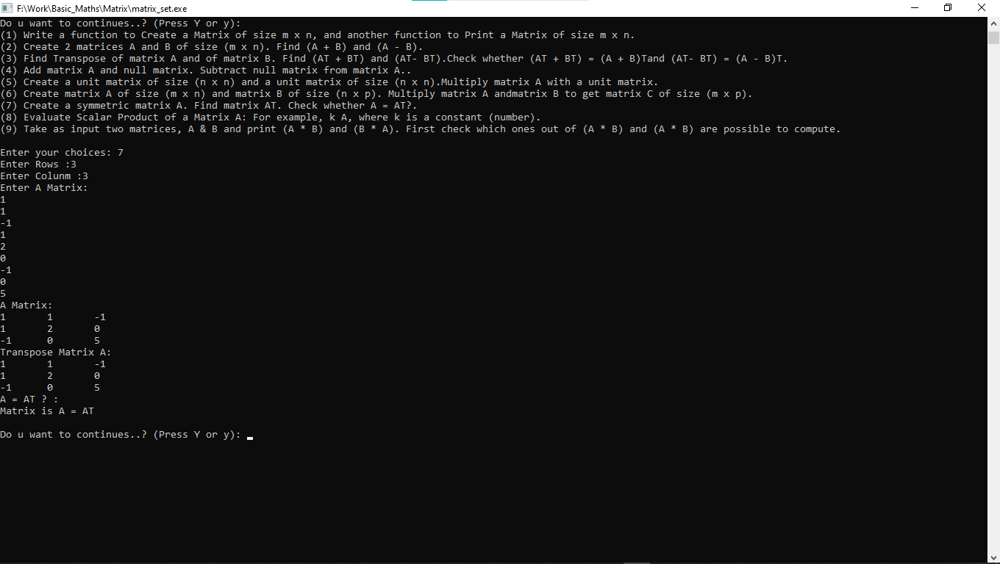 F:\Work\Basic_Maths\Matrix\matrix_set.exe
Do u want to continues..? (Press Y or y):
(1) Write a function to Create a Matrix of size m x n, and another function to Print a Matrix of size m x n.
(2) Create 2 matrices A and B of size (m x n). Find (A + B) and (A - B).
(3) Find Transpose of matrix A and of matrix B. Find (AT + BT) and (AT- BT).Check whether (AT + BT) = (A + B)Tand (AT- BT) = (A - B)T.
(4) Add matrix A and null matrix. Subtract null matrix from matrix A..
(5) Create a unit matrix of size (n x n) and a unit matrix of size (n x n).Multiply matrix A with a unit matrix.
(6) Create matrix A of size (m x n) and matrix B of size (n x p). Multiply matrix A andmatrix B to get matrix C of size (m x p).
(7) Create a symmetric matrix A. Find matrix AT. Check whether A = AT?.
(8) Evaluate Scalar Product of a Matrix A: For example, k A, where k is a constant (number).
(9) Take as input two matrices, A & B and print (A * B) and (B * A). First check which ones out of (A * B) and (A * B) are possible to compute.
Enter your choices: 7
Enter Rows :3
Enter Colunm :3
Enter A Matrix:
1
1
-1
1
2
0
-1
0
5
A Matrix:
1 1 -1
1 2 0
-1 0 5
Transpose Matrix A:
1 1 -1
1 2 0
-1 0 5
A = AT ? :
Matrix is A = AT
Do u want to continues..? (Press Y or y):